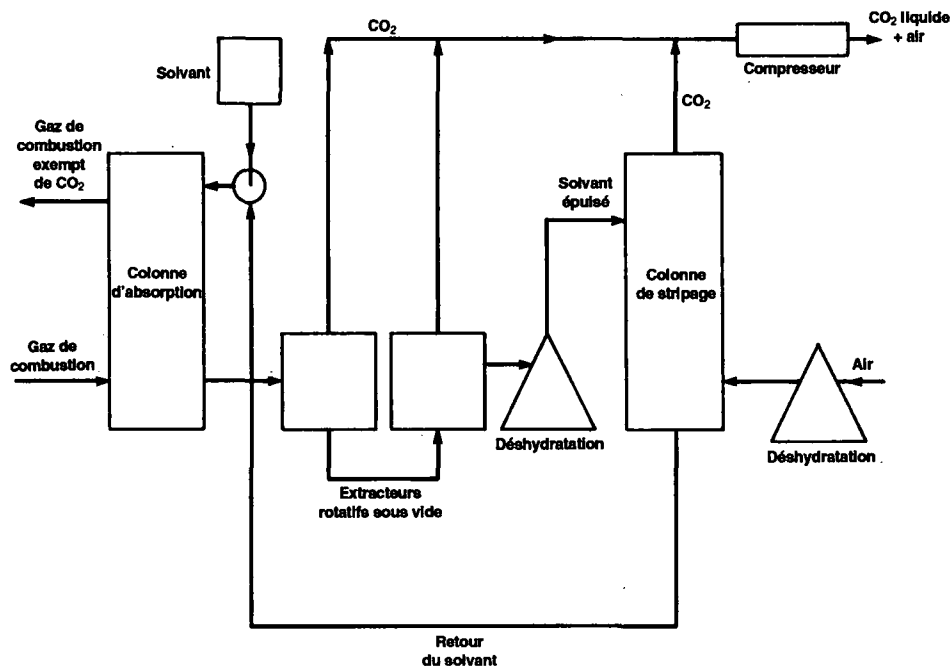 CO₂
CO₂ liquide
+ air
Solvant
Compresseur
CO₂
Gaz de
combustion
exempt
de CO₂
Solvant
épuisé
Colonne
d'absorption
Colonne
de stripage
Gaz de
combustion
Air
Déshydratation
Déshydratation
Extracteurs
rotatifs sous vide
Retour
du solvant